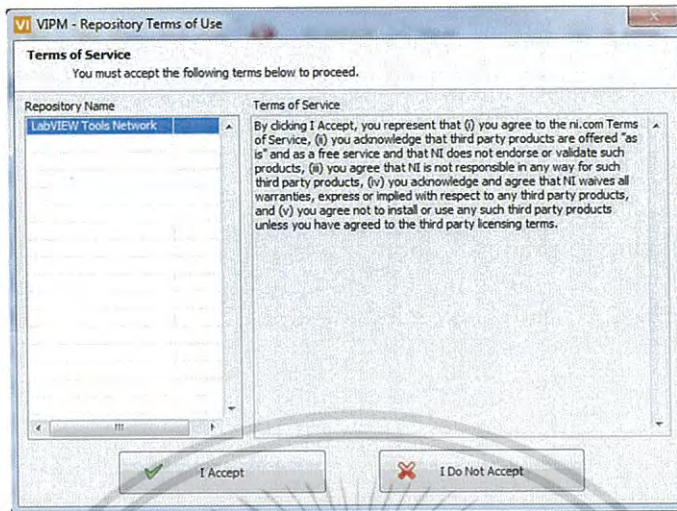 VI VIPM - Repository Terms of Use
Terms of Service
You must accept the following terms below to proceed.
Repository Name
LabVIEW Tools Network
Terms of Service
By clicking I Accept, you represent that (i) you agree to the ni.com Terms
of Service, (ii) you acknowledge that third party products are offered "as
is" and as a free service and that NI does not endorse or validate such
products, (iii) you agree that NI is not responsible in any way for such
third party products, (iv) you acknowledge and agree that NI waives all
warranties, express or implied with respect to any third party products,
and (v) you agree not to install or use any such third party products
unless you have agreed to the third party licensing terms.
I Accept
I Do Not Accept